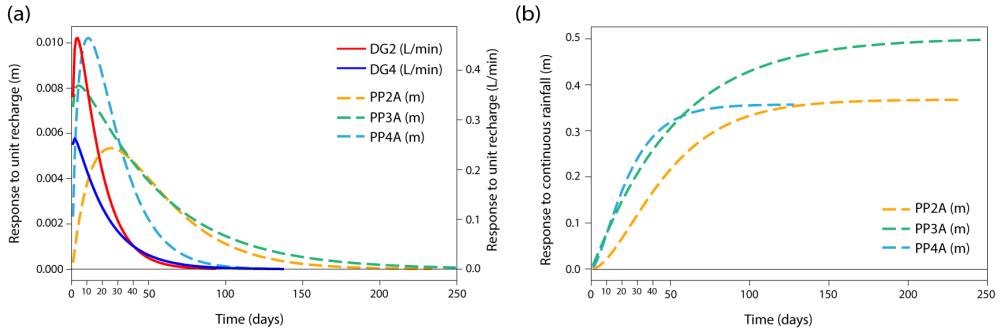 (a)
Response to unit recharge (m)
0.010
0.008
0.006
0.004
0.002
0.000
0 10 20 30 40 50 100 150 200 250
Time (days)
DG2 (L/min)
DG4 (L/min)
PP2A (m)
PP3A (m)
PP4A (m)
0.4
0.3
0.2
0.1
0.0
Response to unit recharge (L/min)
(b)
Response to continuous rainfall (m)
0.5
0.4
0.3
0.2
0.1
0.0
0 10 20 30 40 50 100 150 200 250
Time (days)
PP2A (m)
PP3A (m)
PP4A (m)